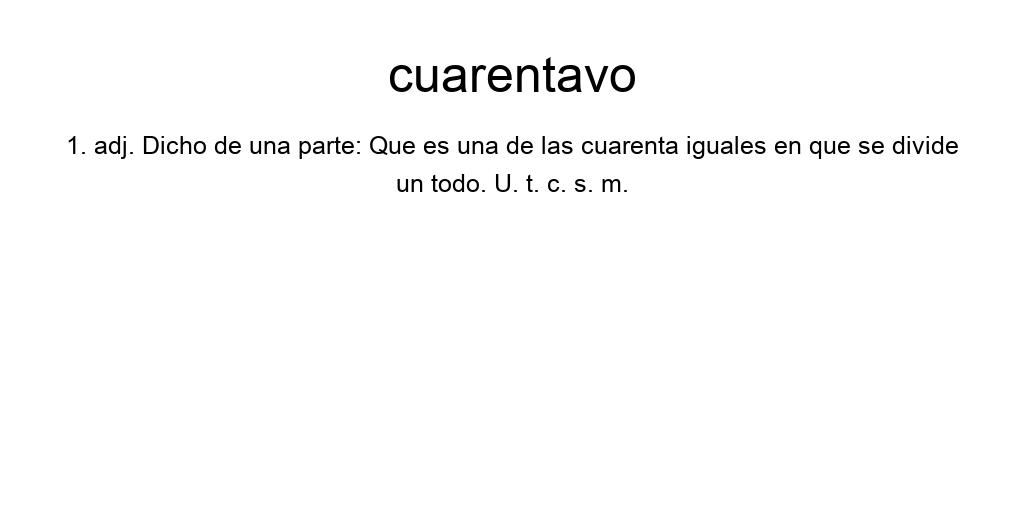 cuarentavo
1. adj. Dicho de una parte: Que es una de las cuarenta iguales en que se divide
un todo. U. t. c. s. m.